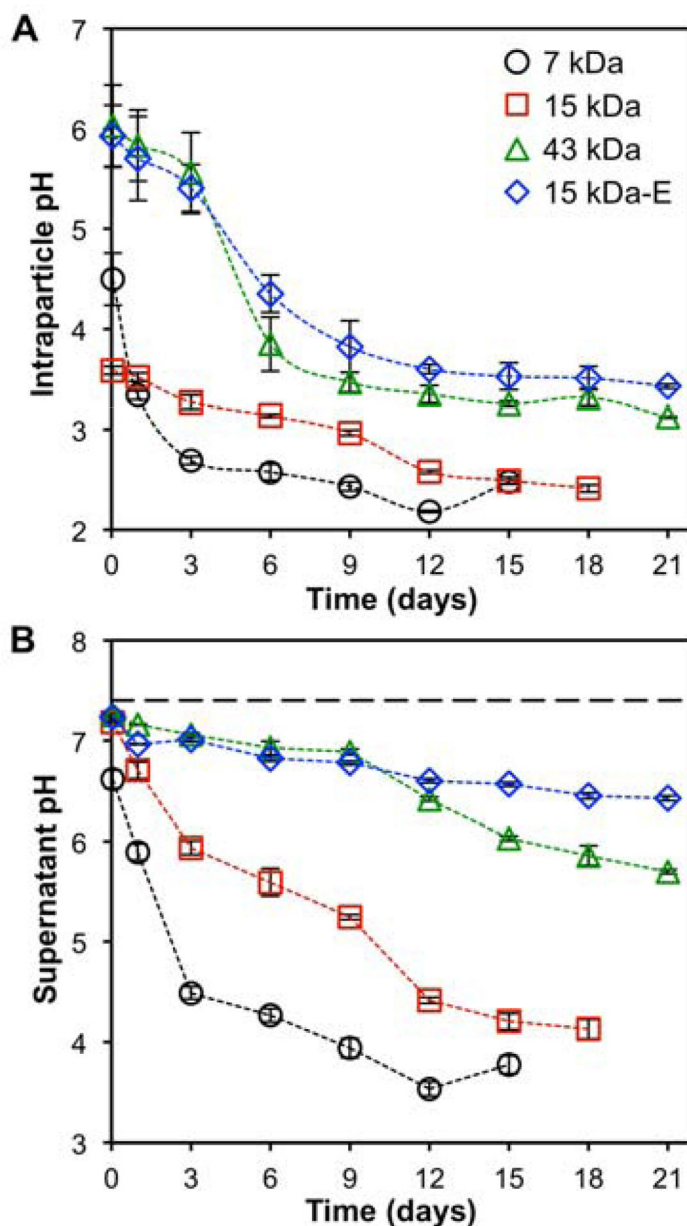 A
7
6
5
4
3
2
Intraparticle pH
7 kDa
15 kDa
43 kDa
15 kDa-E
0 3 6 9 12 15 18 21
Time (days)
B
8
7
6
5
4
3
Supernatant pH
0 3 6 9 12 15 18 21
Time (days)